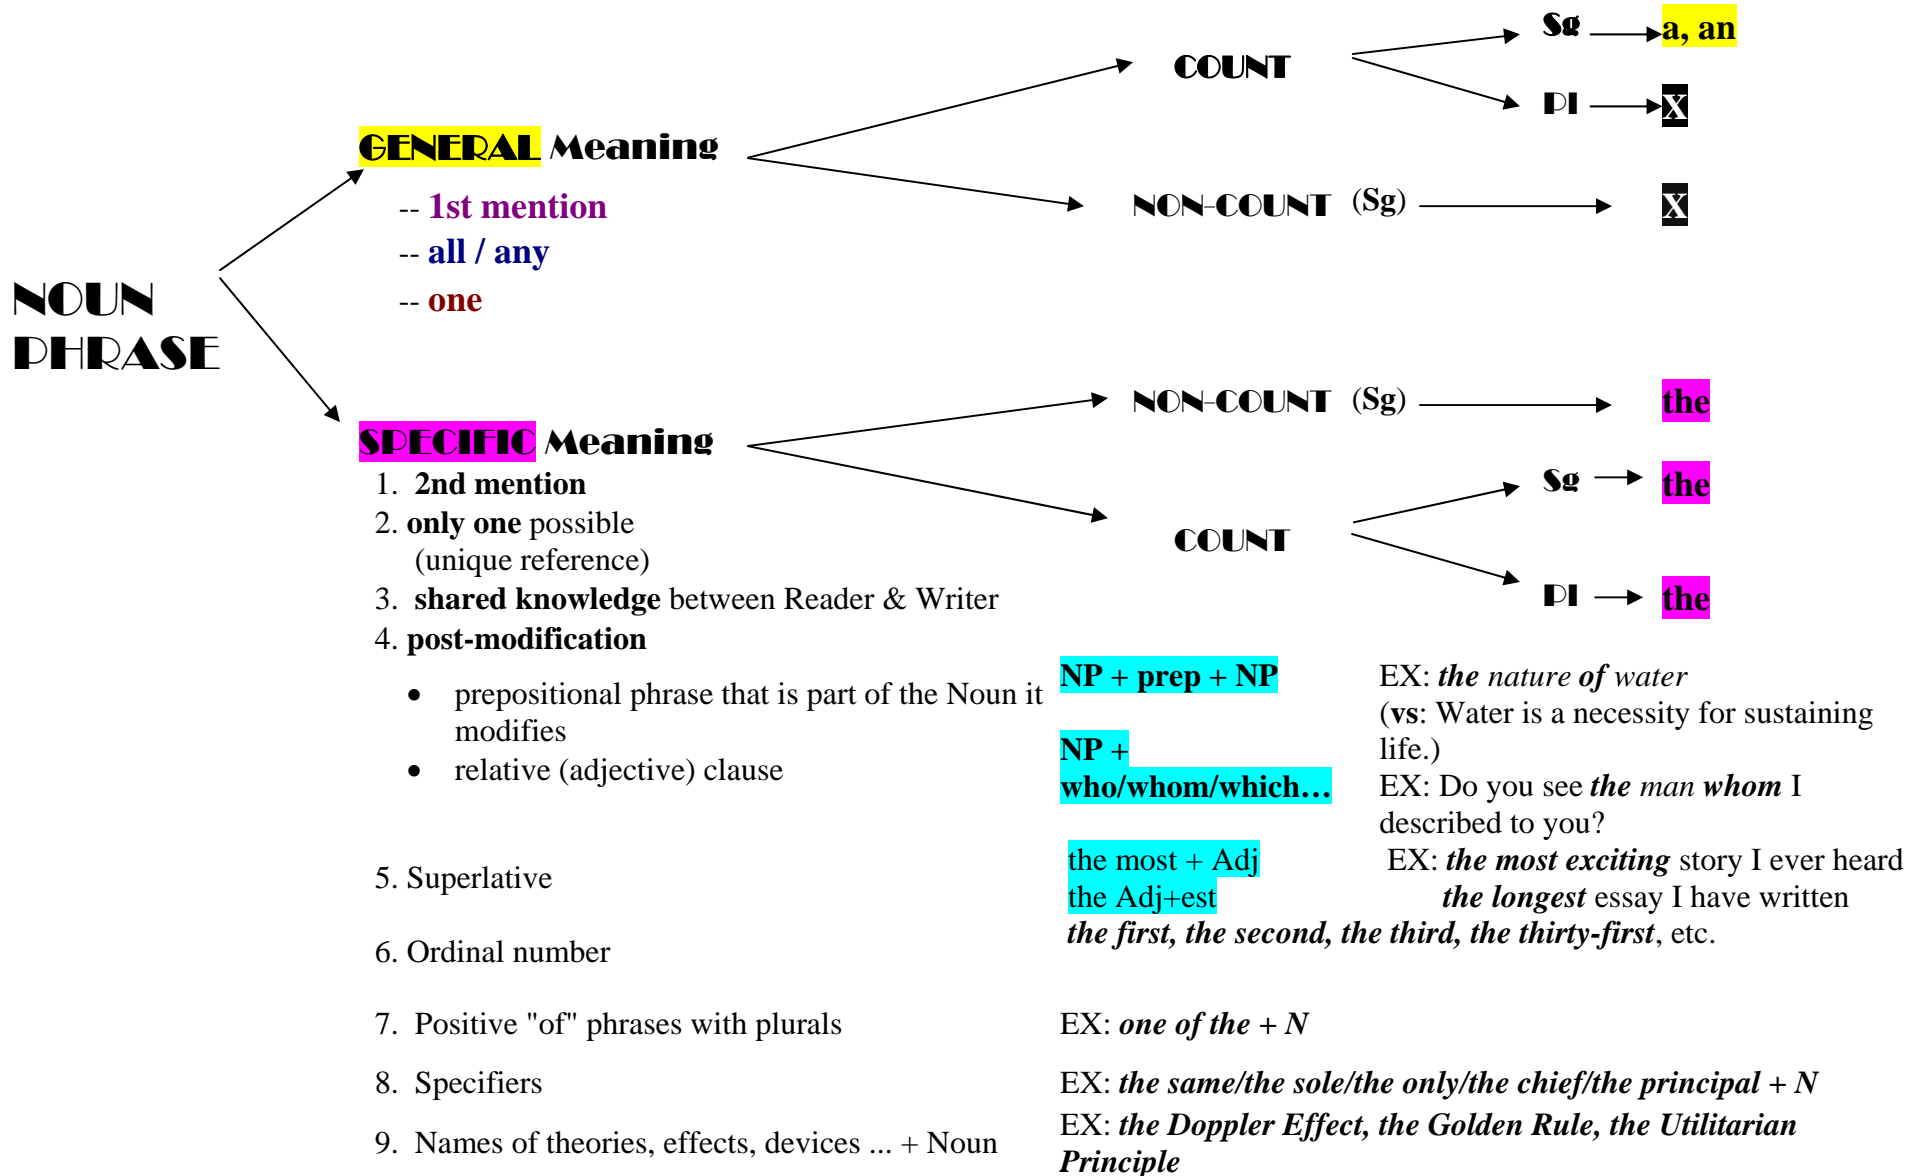 Sg a, an
COUNT
Pl X
GENERAL Meaning
NON-COUNT (Sg) X
-- 1st mention
-- all / any
-- one
NOUN
PHRASE
NON-COUNT (Sg) the
SPECIFIC Meaning
1. 2nd mention
Sg the
2. only one possible
(unique reference)
COUNT
3. shared knowledge between Reader & Writer
Pl the
4. post-modification
• prepositional phrase that is part of the Noun it
modifies
• relative (adjective) clause
NP + prep + NP
EX: the nature of water
(vs: Water is a necessity for sustaining
life.)
NP +
who/whom/which…
EX: Do you see the man whom I
described to you?
5. Superlative
the most + Adj
the Adj+est
EX: the most exciting story I ever heard
the longest essay I have written
6. Ordinal number
the first, the second, the third, the thirty-first, etc.
7. Positive "of" phrases with plurals
EX: one of the + N
8. Specifiers
EX: the same/the sole/the only/the chief/the principal + N
9. Names of theories, effects, devices ... + Noun
EX: the Doppler Effect, the Golden Rule, the Utilitarian
Principle